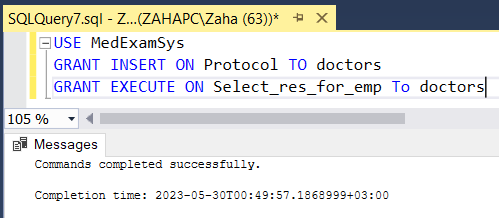 SQLQuery7.sql - Z...(ZAHAPC\Zaha (63))*
USE MedExamSys
GRANT INSERT ON Protocol TO doctors
GRANT EXECUTE ON Select_res_for_emp To doctors
105 %
Messages
Commands completed successfully.
Completion time: 2023-05-30T00:49:57.1868999+03:00